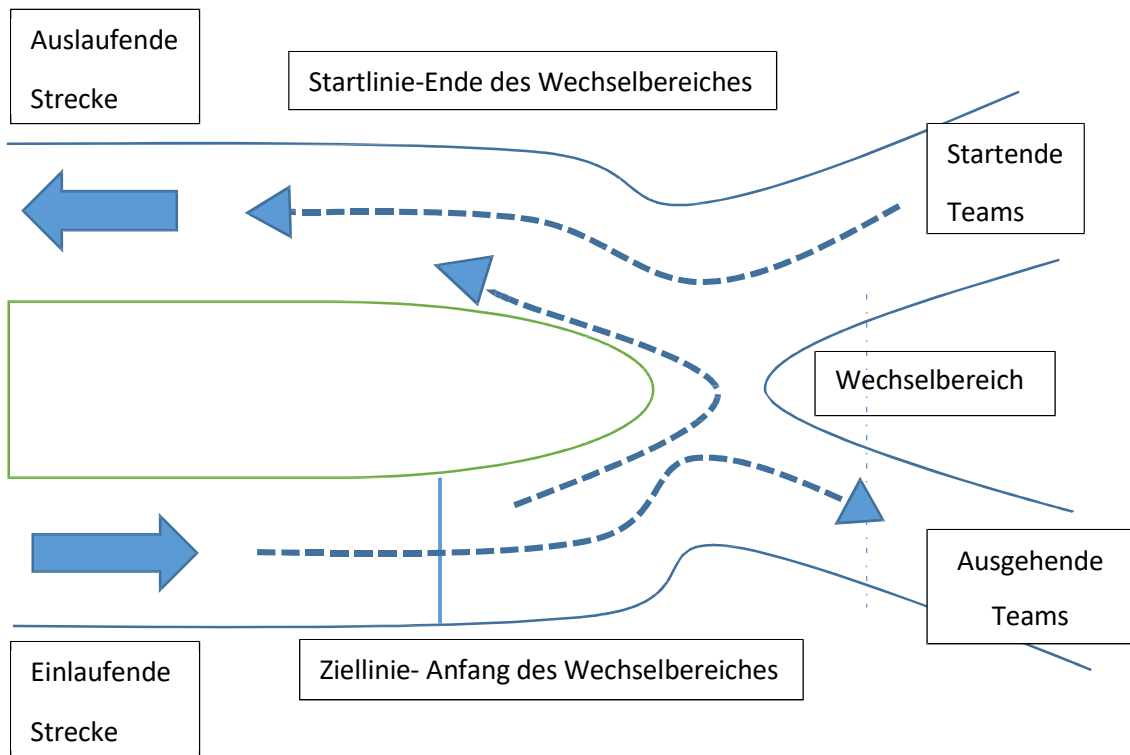 Auslaufende
Strecke
Startlinie-Ende des Wechselbereiches
Startende
Teams
Wechselbereich
Ausgehende
Teams
Einlaufende
Strecke
Ziellinie- Anfang des Wechselbereiches